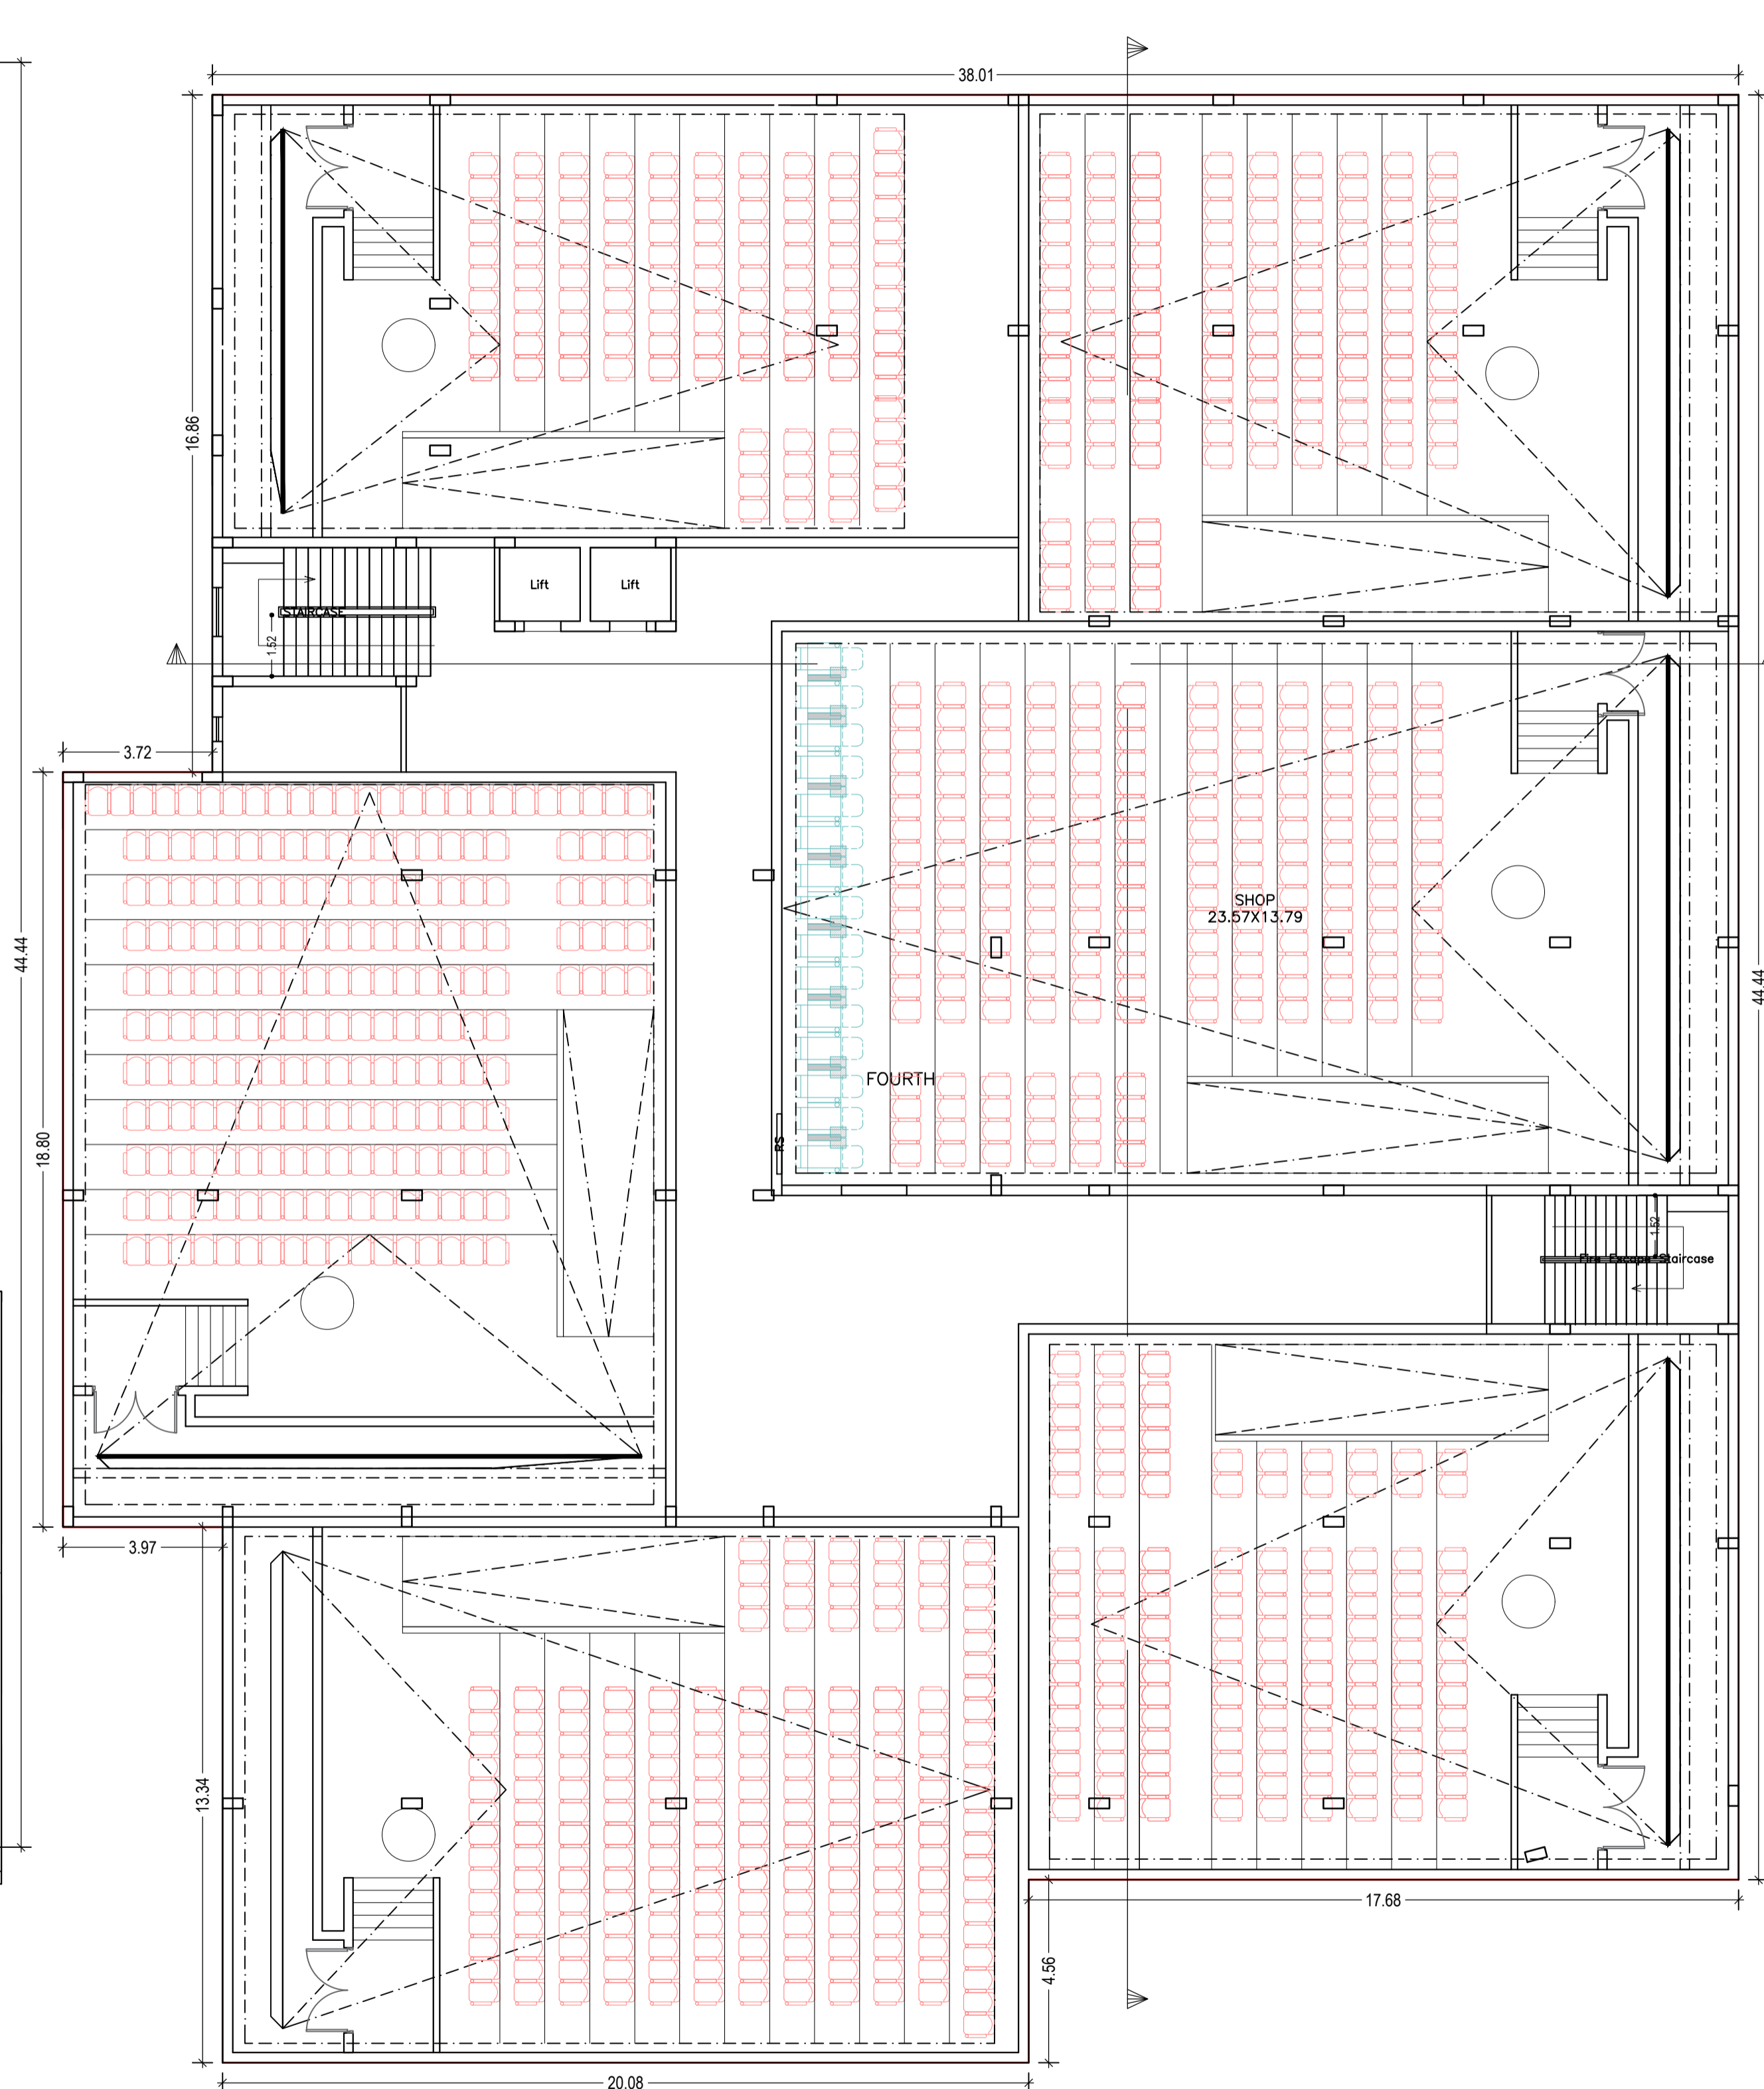 38.01
16.86
Lift
Lift
STAIRCASE
1.52
3.72
44.44
SHOP
23.57X13.79
44.44
FOURTH
RS
18.80
1.52
Fire Escape Staircase
3.97
13.34
17.68
4.56
20.08